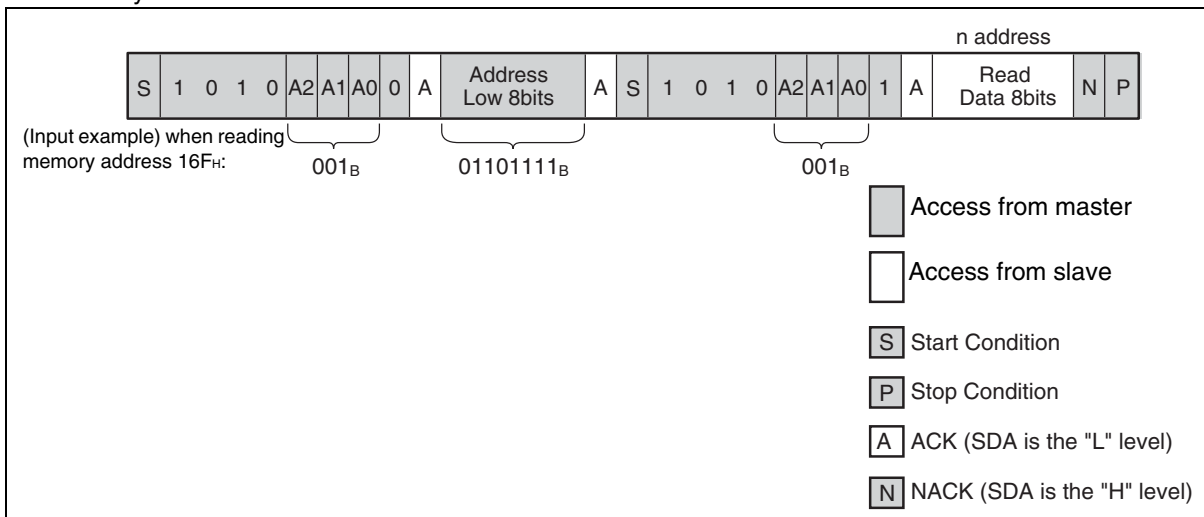 n address
S 1 0 1 0 A2 A1 A0 0 A Address Low 8bits A S 1 0 1 0 A2 A1 A0 1 A Read Data 8bits N P
(Input example) when reading
memory address 16FH:
001B 01101111B 001B
Access from master
Access from slave
S Start Condition
P Stop Condition
A ACK (SDA is the "L" level)
N NACK (SDA is the "H" level)